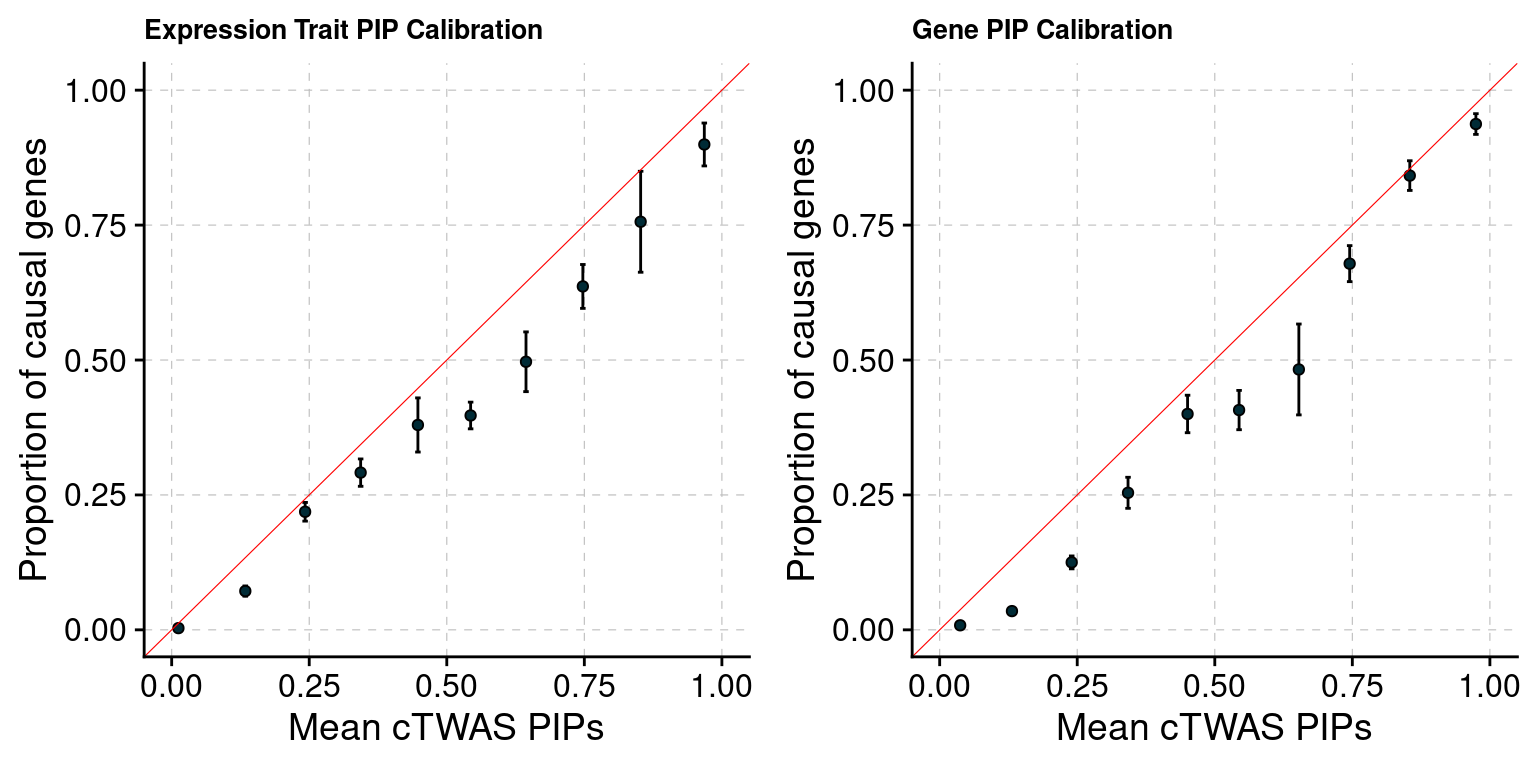 Expression Trait PIP Calibration
Proportion of causal genes
1.00
0.75
0.50
0.25
0.00
0.00 0.25 0.50 0.75 1.00
Mean cTWAS PIPs
Gene PIP Calibration
Proportion of causal genes
1.00
0.75
0.50
0.25
0.00
0.00 0.25 0.50 0.75 1.00
Mean cTWAS PIPs